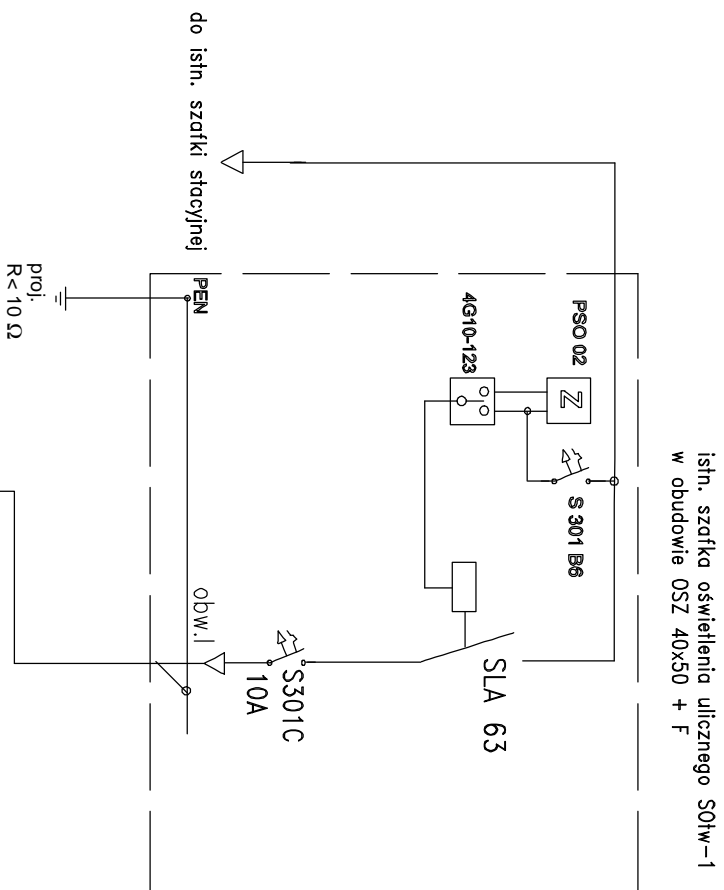 istn. szafka oświetlenia ulicznego SOtw-1
w obudowie OSZ 40x50 + F
do istn. szafki stacyjnej
PSO 02
Z
S 301 B6
4G10-123
SLA 63
S301C
10A
PEN
obw.I
proj.
R< 10 Ω